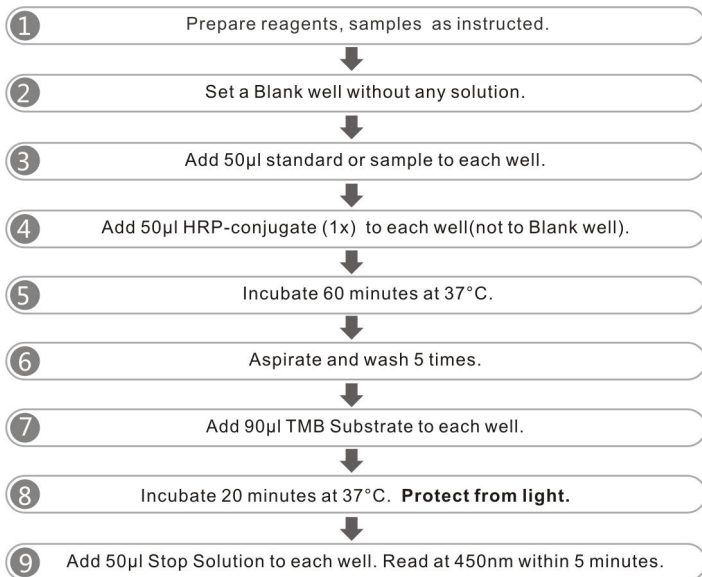 1 Prepare reagents, samples as instructed.
2 Set a Blank well without any solution.
3 Add 50μl standard or sample to each well.
4 Add 50μl HRP-conjugate (1x) to each well(not to Blank well).
5 Incubate 60 minutes at 37°C.
6 Aspirate and wash 5 times.
7 Add 90μl TMB Substrate to each well.
8 Incubate 20 minutes at 37°C. Protect from light.
9 Add 50μl Stop Solution to each well. Read at 450nm within 5 minutes.